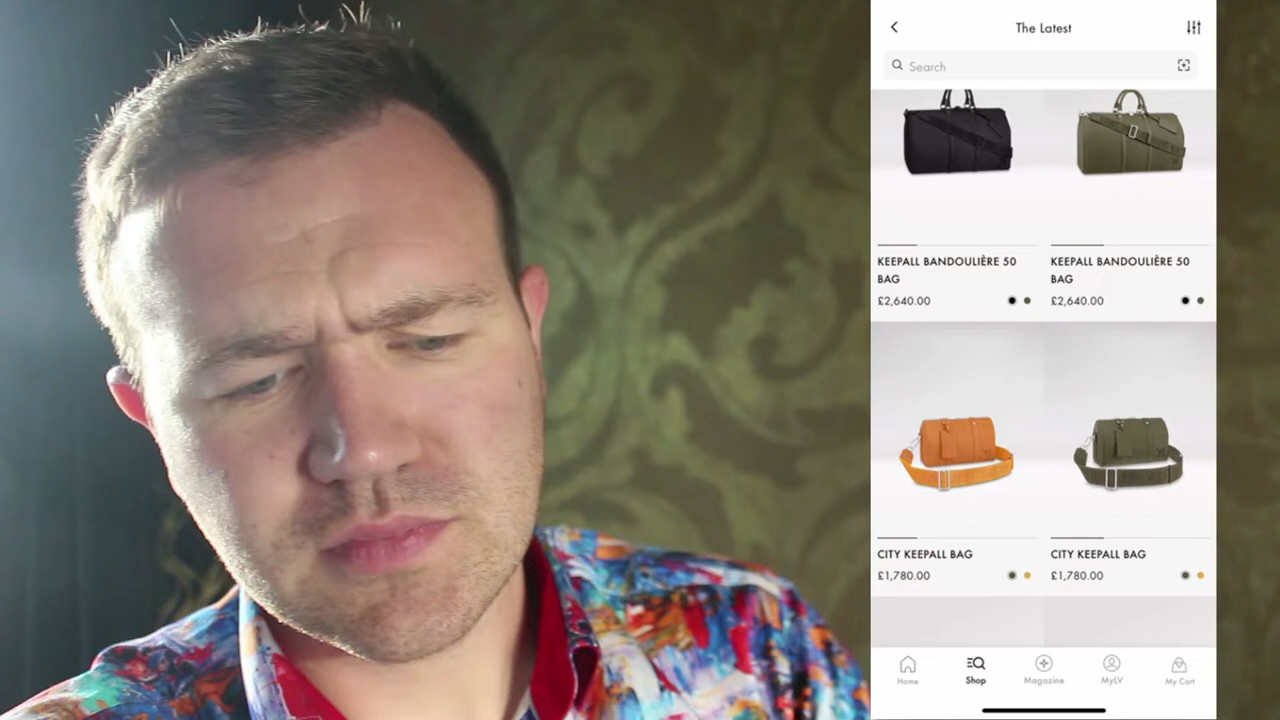 The Latest
Search
KEEPALL BANDOULIÈRE 50
BAG
£2,640.00
KEEPALL BANDOULIÈRE 50
BAG
£2,640.00
CITY KEEPALL BAG
£1,780.00
CITY KEEPALL BAG
£1,780.00
Home
Shop
Magazine
MyLV
My Cart